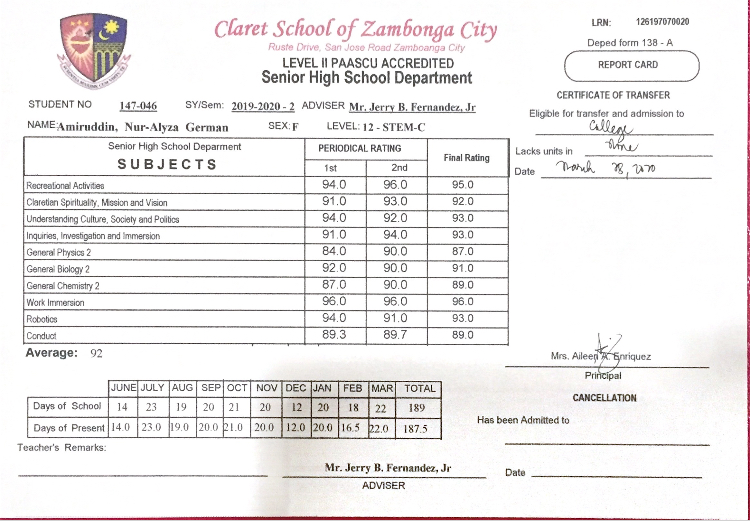 Claret School of Zambonga City
Ruste Drive, San Jose Road Zamboanga City
LEVEL II PAASCU ACCREDITED
Senior High School Department
LRN: 126197070020
Deped form 138 - A
REPORT CARD
CERTIFICATE OF TRANSFER
Eligible for transfer and admission to
College
Lacks units in None
Date March 28, 2020
STUDENT NO 147-046 SY/Sem: 2019-2020 - 2 ADVISER Mr. Jerry B. Fernandez, Jr
NAME: Amiruddin, Nur-Alyza German SEX: F LEVEL: 12 - STEM-C
Senior High School Department
SUBJECTS
PERIODICAL RATING
1st 2nd
Final Rating
Recreational Activities 94.0 96.0 95.0
Claretian Spirituality, Mission and Vision 91.0 93.0 92.0
Understanding Culture, Society and Politics 94.0 92.0 93.0
Inquiries, Investigation and Immersion 91.0 94.0 93.0
General Physics 2 84.0 90.0 87.0
General Biology 2 92.0 90.0 91.0
General Chemistry 2 87.0 90.0 89.0
Work Immersion 96.0 96.0 96.0
Robotics 94.0 91.0 93.0
Conduct 89.3 89.7 89.0
Average: 92
JUNE JULY AUG SEP OCT NOV DEC JAN FEB MAR TOTAL
Days of School 14 23 19 20 21 20 12 20 18 22 189
Days of Present 14.0 23.0 19.0 20.0 21.0 20.0 12.0 20.0 16.5 22.0 187.5
Teacher's Remarks:
Mr. Jerry B. Fernandez, Jr
ADVISER
Mrs. Aileen A. Enriquez
Principal
CANCELLATION
Has been Admitted to
Date